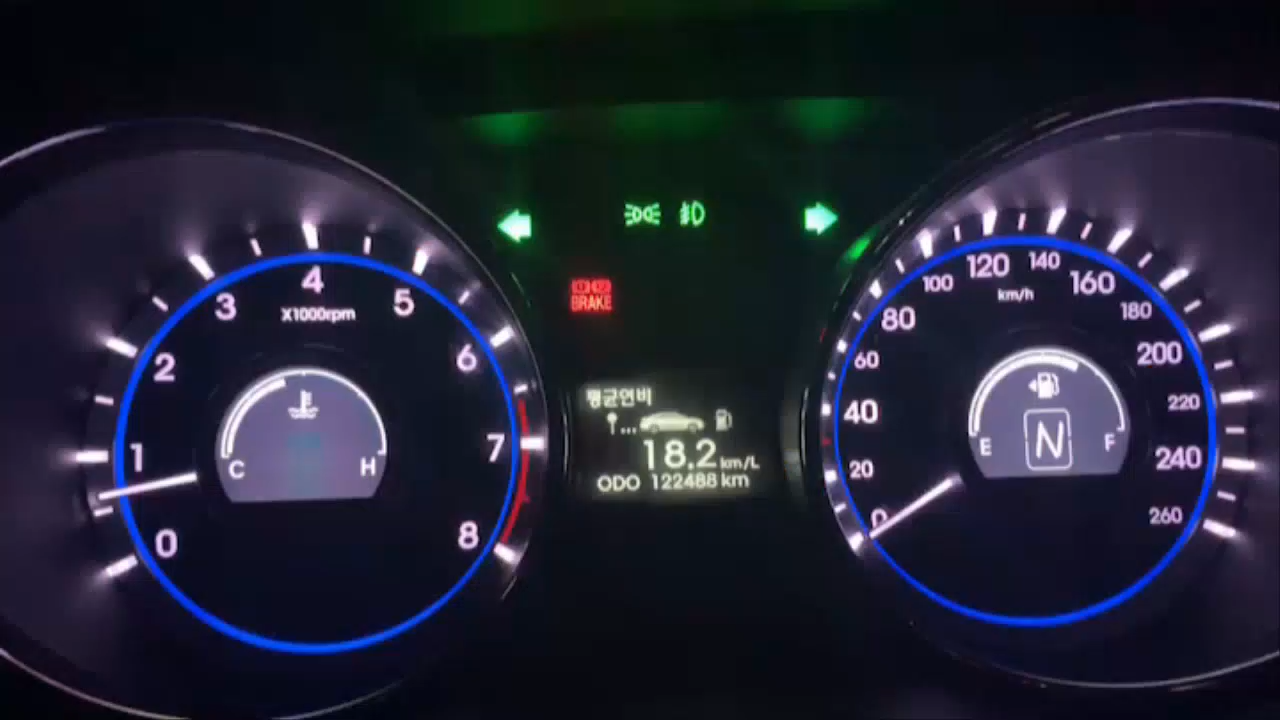 0
1
2
3
4
5
6
7
8
X1000rpm
C
H
BRAKE
평균연비
18.2 km/L
ODO 122488 km
0
20
40
60
80
100
120
140
160
180
200
220
240
260
km/h
E
N
F